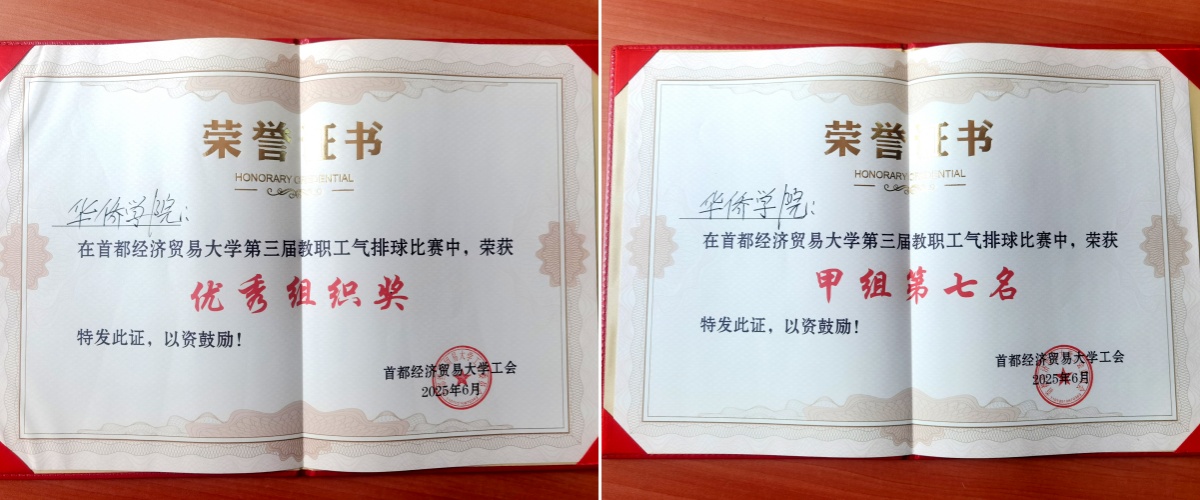 荣誉证书
HONORARY CREDENTIAL
华侨学院：
在首都经济贸易大学第三届教职工气排球比赛中，荣获
优秀组织奖
特发此证，以资鼓励！
首都经济贸易大学工会
2025年6月
荣誉证书
HONORARY CREDENTIAL
华侨学院：
在首都经济贸易大学第三届教职工气排球比赛中，荣获
甲组第七名
特发此证，以资鼓励！
首都经济贸易大学工会
2025年6月